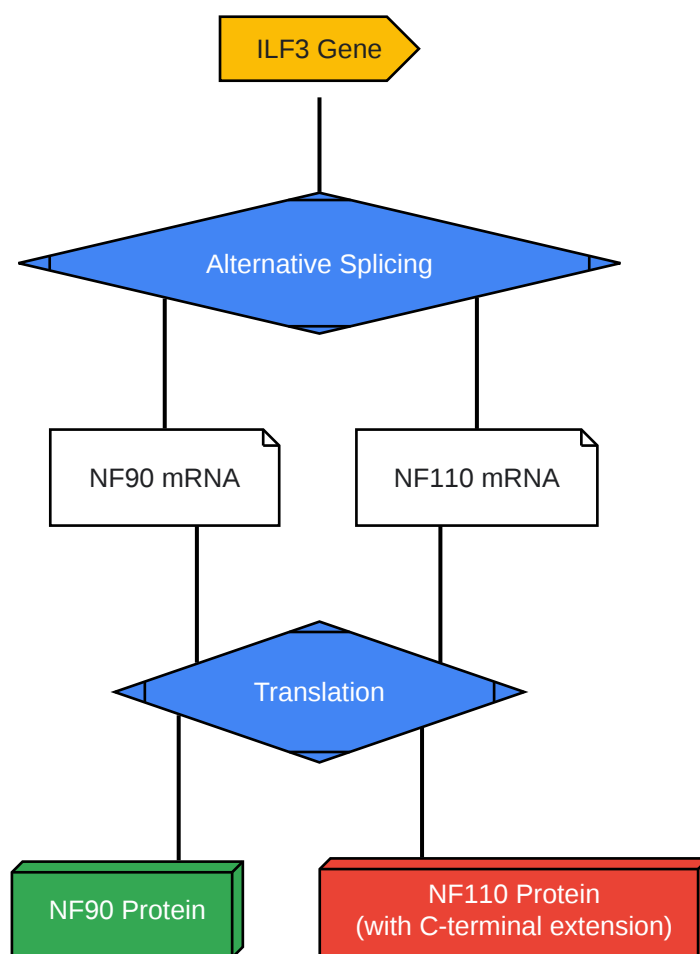 ILF3 Gene
Alternative Splicing
NF90 mRNA
NF110 mRNA
Translation
NF90 Protein
NF110 Protein
(with C-terminal extension)